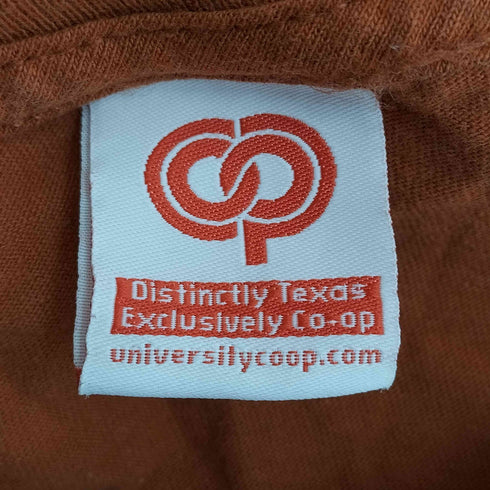 Distinctly Texas
Exclusively Co-op
universitycoop.com